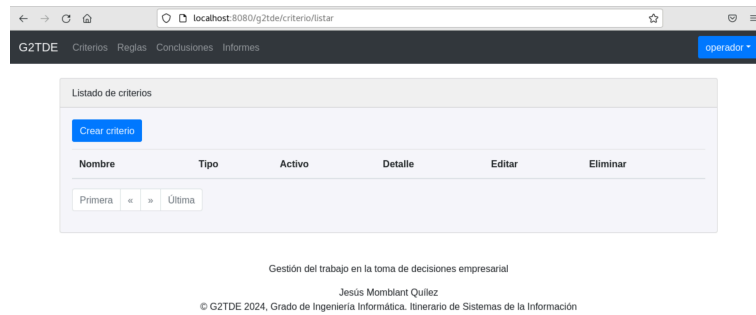 localhost:8080/g2tde/criterio/listar
G2TDE Criterios Reglas Conclusiones Informes operador
Listado de criterios
Crear criterio
Nombre Tipo Activo Detalle Editar Eliminar
Primera « » Última
Gestión del trabajo en la toma de decisiones empresarial
Jesús Momblant Quílez
© G2TDE 2024, Grado de Ingeniería Informática. Itinerario de Sistemas de la Información